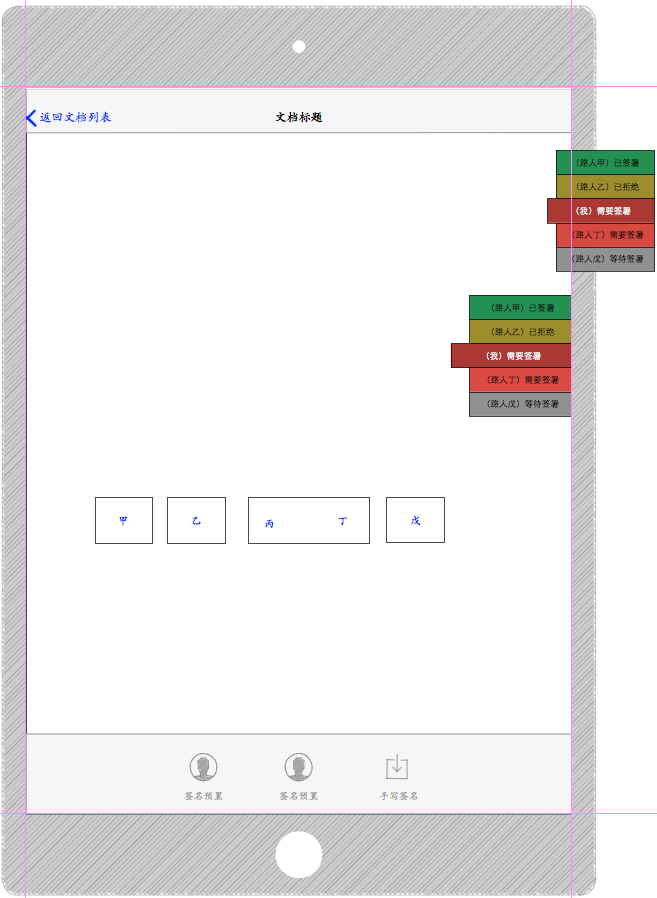 返回文档列表
文档标题
（路人甲）已签署
（路人乙）已拒绝
（我）需要签署
（路人丁）需要签署
（路人戊）等待签署
（路人甲）已签署
（路人乙）已拒绝
（我）需要签署
（路人丁）需要签署
（路人戊）等待签署
甲
乙
丙
丁
戊
签名预置
签名预置
手写签名